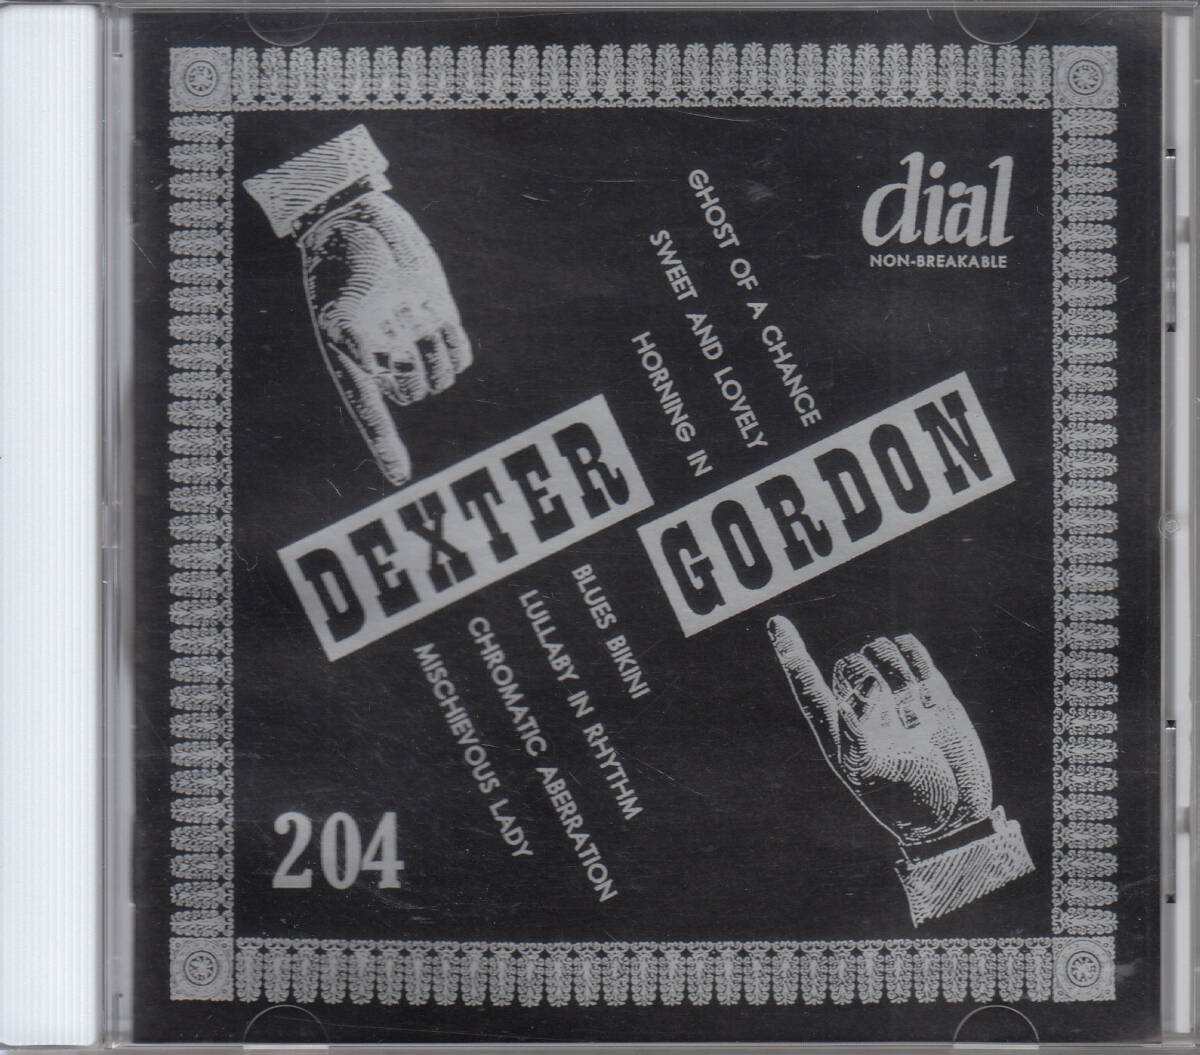 dial
NON-BREAKABLE
GHOST OF A CHANCE
SWEET AND LOVELY
HORNING IN
DEXTER
GORDON
BLUES BIKINI
LULLABY IN RHYTHM
CHROMATIC ABERRATION
MISCHIEVOUS LADY
204